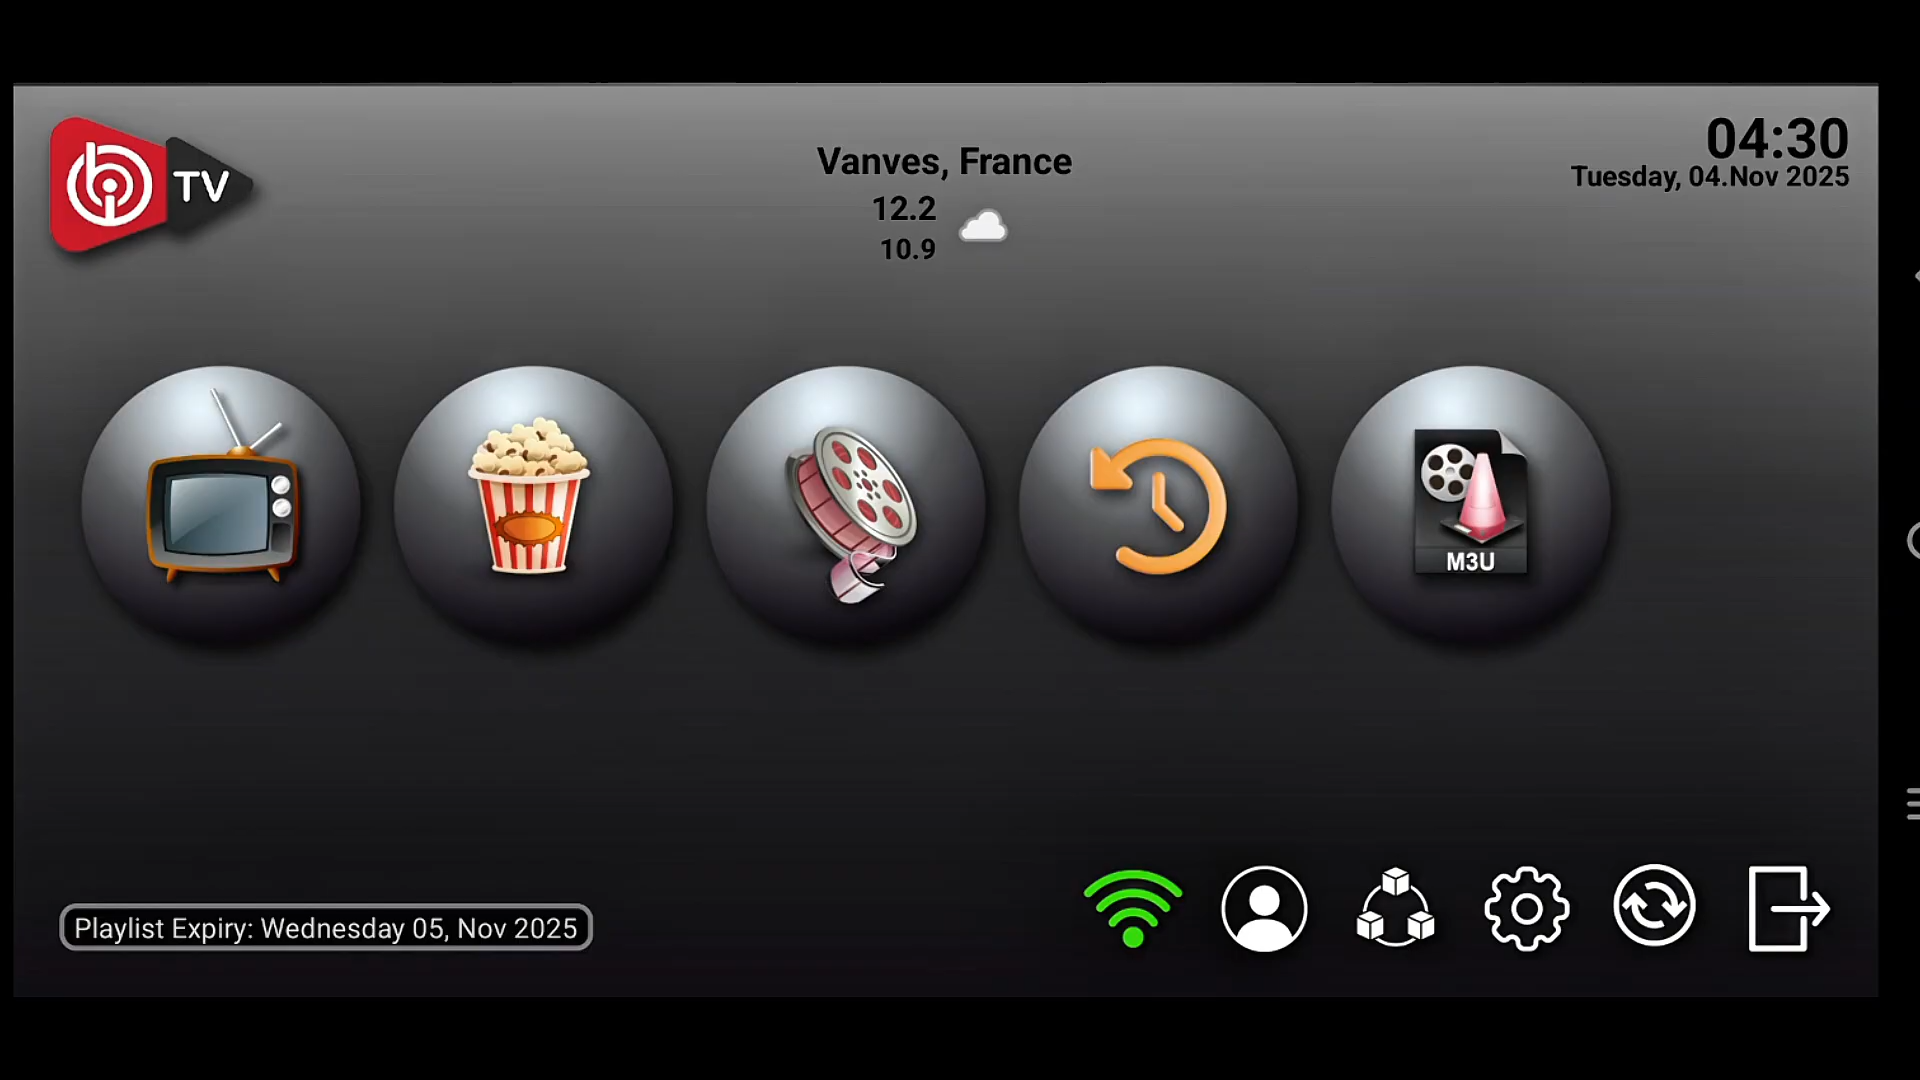 TV
Vanves, France
12.2
10.9
04:30
Tuesday, 04.Nov 2025
M3U
Playlist Expiry: Wednesday 05, Nov 2025